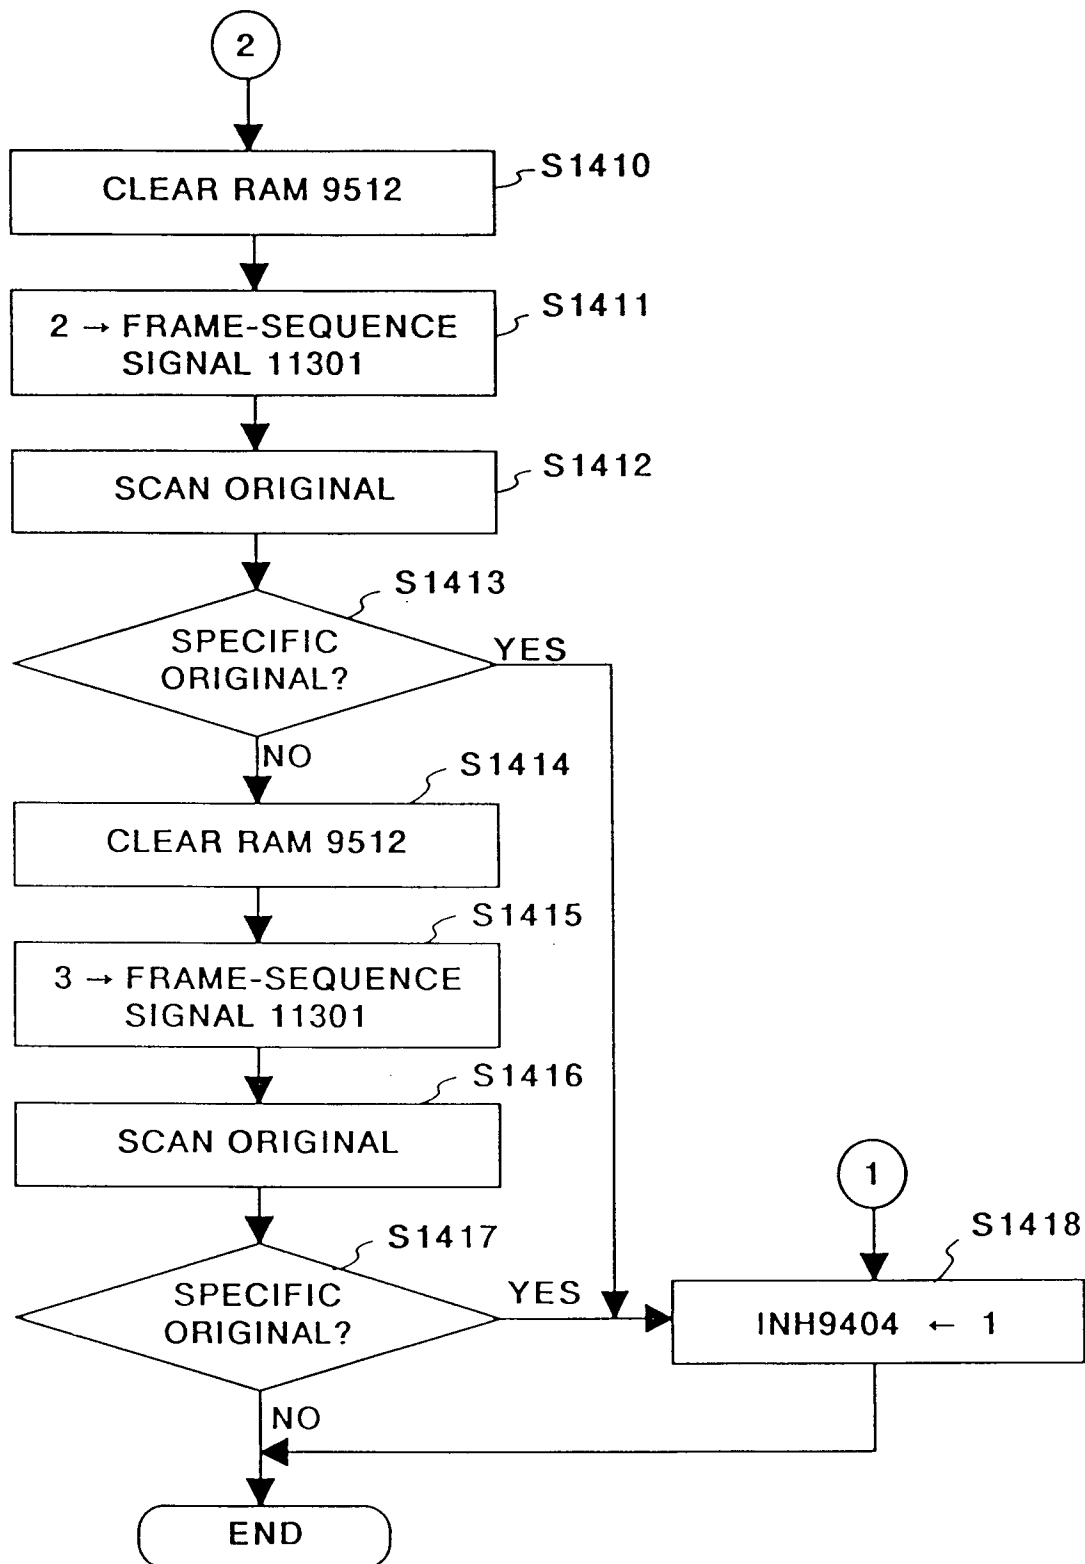 2
CLEAR RAM 9512
S1410
2 → FRAME-SEQUENCE
SIGNAL 11301
S1411
SCAN ORIGINAL
S1412
SPECIFIC
ORIGINAL?
S1413
YES
NO
CLEAR RAM 9512
S1414
3 → FRAME-SEQUENCE
SIGNAL 11301
S1415
SCAN ORIGINAL
S1416
SPECIFIC
ORIGINAL?
S1417
YES
NO
1
S1418
INH9404 ← 1
END